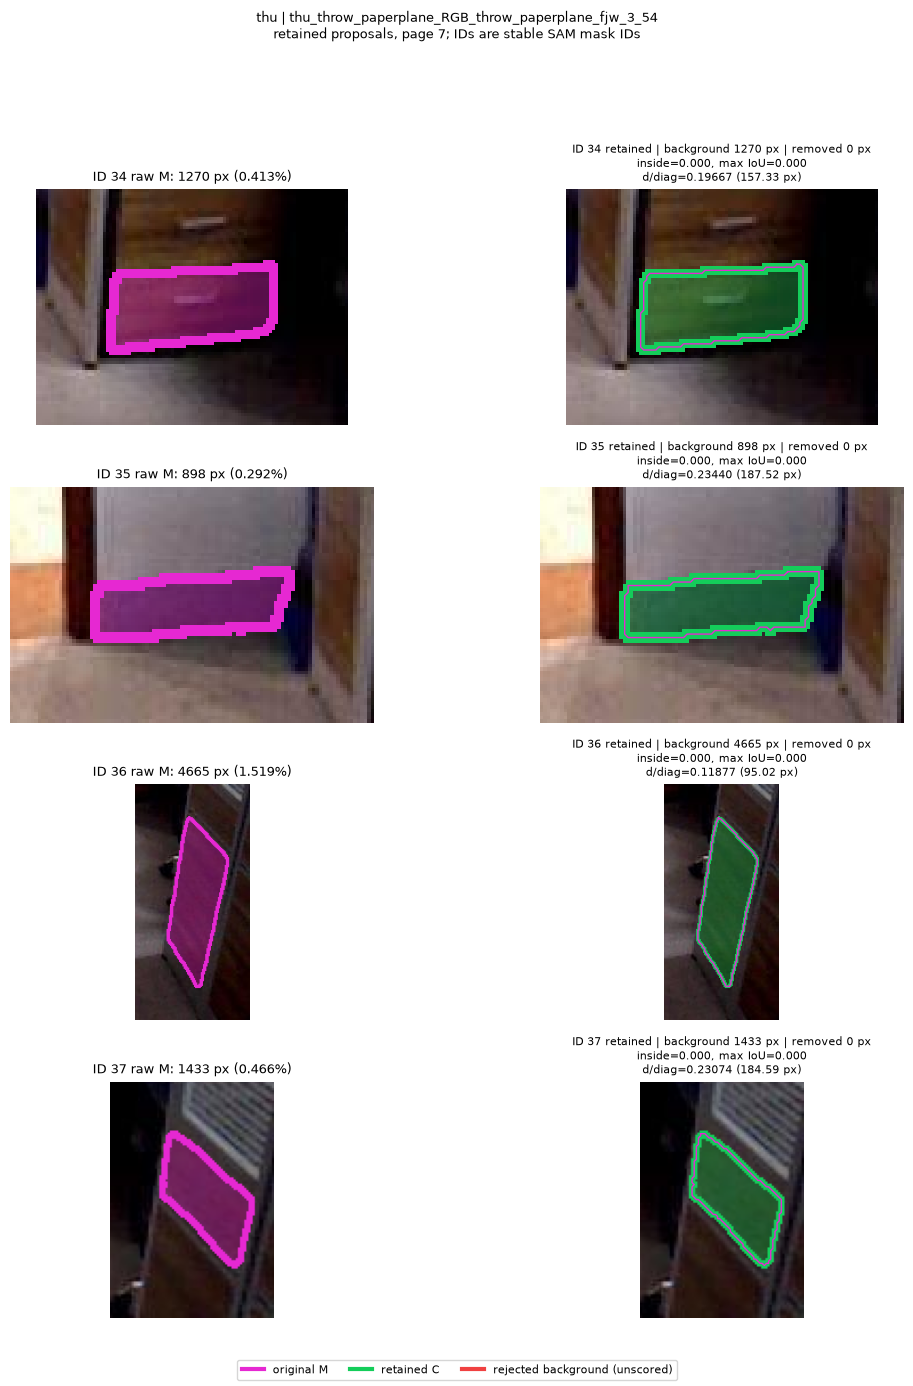 thu | thu_throw_paperplane_RGB_throw_paperplane_fjw_3_54
retained proposals, page 7; IDs are stable SAM mask IDs
ID 34 raw M: 1270 px (0.413%)
ID 34 retained | background 1270 px | removed 0 px
inside=0.000, max IoU=0.000
d/diag=0.19667 (157.33 px)
ID 35 raw M: 898 px (0.292%)
ID 35 retained | background 898 px | removed 0 px
inside=0.000, max IoU=0.000
d/diag=0.23440 (187.52 px)
ID 36 raw M: 4665 px (1.519%)
ID 36 retained | background 4665 px | removed 0 px
inside=0.000, max IoU=0.000
d/diag=0.11877 (95.02 px)
ID 37 raw M: 1433 px (0.466%)
ID 37 retained | background 1433 px | removed 0 px
inside=0.000, max IoU=0.000
d/diag=0.23074 (184.59 px)
original M
retained C
rejected background (unscored)